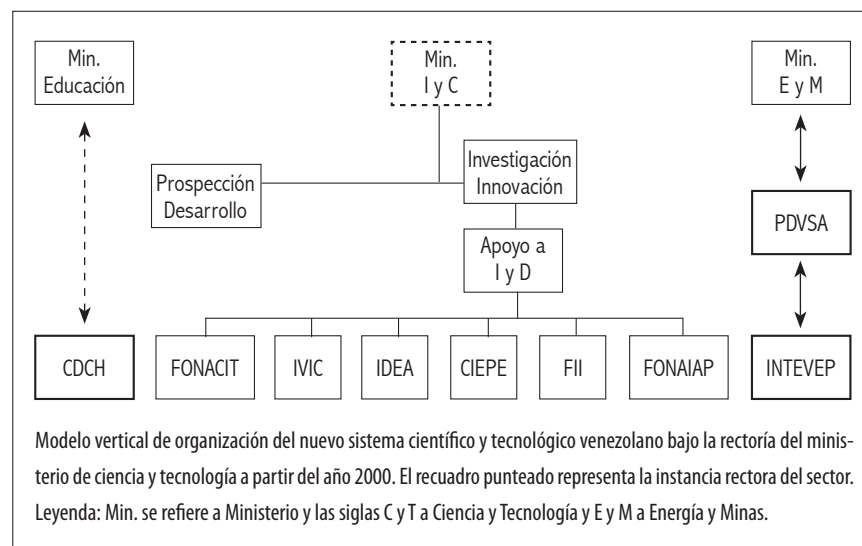 Min.
Educación
Min.
I y C
Min.
E y M
Prospección
Desarrollo
Investigación
Innovación
PDVSA
Apoyo a
I y D
CDCH
FONACIT
IVIC
IDEA
CIEPE
FII
FONAIAP
INTEVEP
Modelo vertical de organización del nuevo sistema científico y tecnológico venezolano bajo la rectoría del minis-
terio de ciencia y tecnología a partir del año 2000. El recuadro punteado representa la instancia rectora del sector.
Leyenda: Min. se refiere a Ministerio y las siglas C y T a Ciencia y Tecnología y E y M a Energía y Minas.